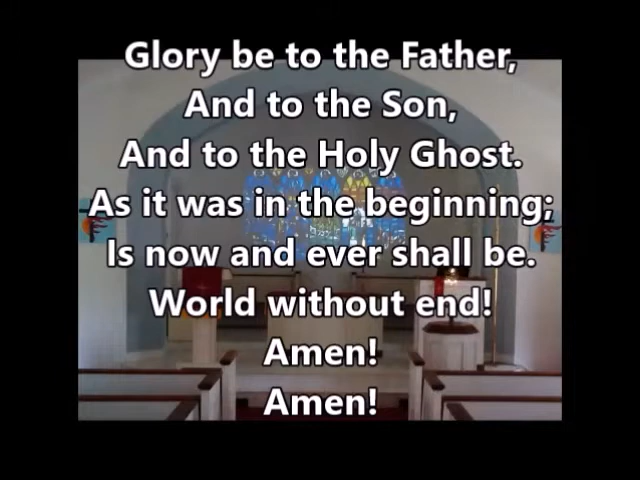 Glory be to the Father,
And to the Son,
And to the Holy Ghost.
As it was in the beginning;
Is now and ever shall be.
World without end!
Amen!
Amen!